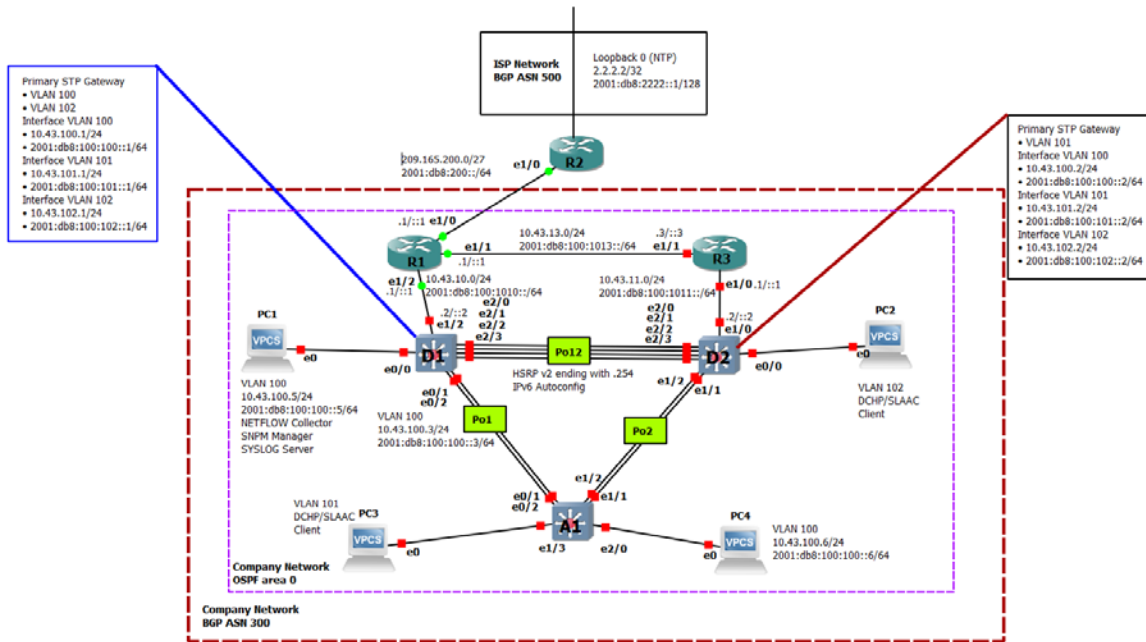 ISP Network
BGP ASN 500
Loopback 0 (NTP)
2.2.2.2/32
2001:db8:2222::1/128
Primary STP Gateway
• VLAN 100
• VLAN 102
Interface VLAN 100
• 10.43.100.1/24
• 2001:db8:100:100::1/64
Interface VLAN 101
• 10.43.101.1/24
• 2001:db8:100:101::1/64
Interface VLAN 102
• 10.43.102.1/24
• 2001:db8:100:102::1/64
Primary STP Gateway
• VLAN 101
Interface VLAN 100
• 10.43.100.2/24
• 2001:db8:100:100::2/64
Interface VLAN 101
• 10.43.101.2/24
• 2001:db8:100:101::2/64
Interface VLAN 102
• 10.43.102.2/24
• 2001:db8:100:102::2/64
209.165.200.0/27
2001:db8:200::/64
e1/0
R2
.1/::1
e1/0
R1
e1/1
.1/::1
10.43.13.0/24
2001:db8:100:1013::/64
.3/::3
e1/1
R3
e1/2
10.43.10.0/24
.1/::1
2001:db8:100:1010::/64
10.43.11.0/24
2001:db8:100:1011::/64
e1/0
.1/::1
.2/::2
e1/2
e2/0
e2/1
e2/2
e2/3
e2/0
e2/1
e2/2
e2/3
.2/::2
e1/0
PC1
VPCS
e0
e0/0
D1
Po12
D2
e0/0
PC2
VPCS
e0
HSRP v2 ending with .254
IPv6 Autoconfig
VLAN 100
10.43.100.5/24
2001:db8:100:100::5/64
NETFLOW Collector
SNPM Manager
SYSLOG Server
e0/1
e0/2
e1/2
e1/1
VLAN 102
DCHP/SLAAC
Client
VLAN 100
10.43.100.3/24
2001:db8:100:100::3/64
Po1
Po2
e0/1
e0/2
e1/2
e1/1
A1
VLAN 101
DCHP/SLAAC
Client
PC3
VPCS
e0
e1/3
e2/0
PC4
VPCS
e0
VLAN 100
10.43.100.6/24
2001:db8:100:100::6/64
Company Network
OSPF area 0
Company Network
BGP ASN 300